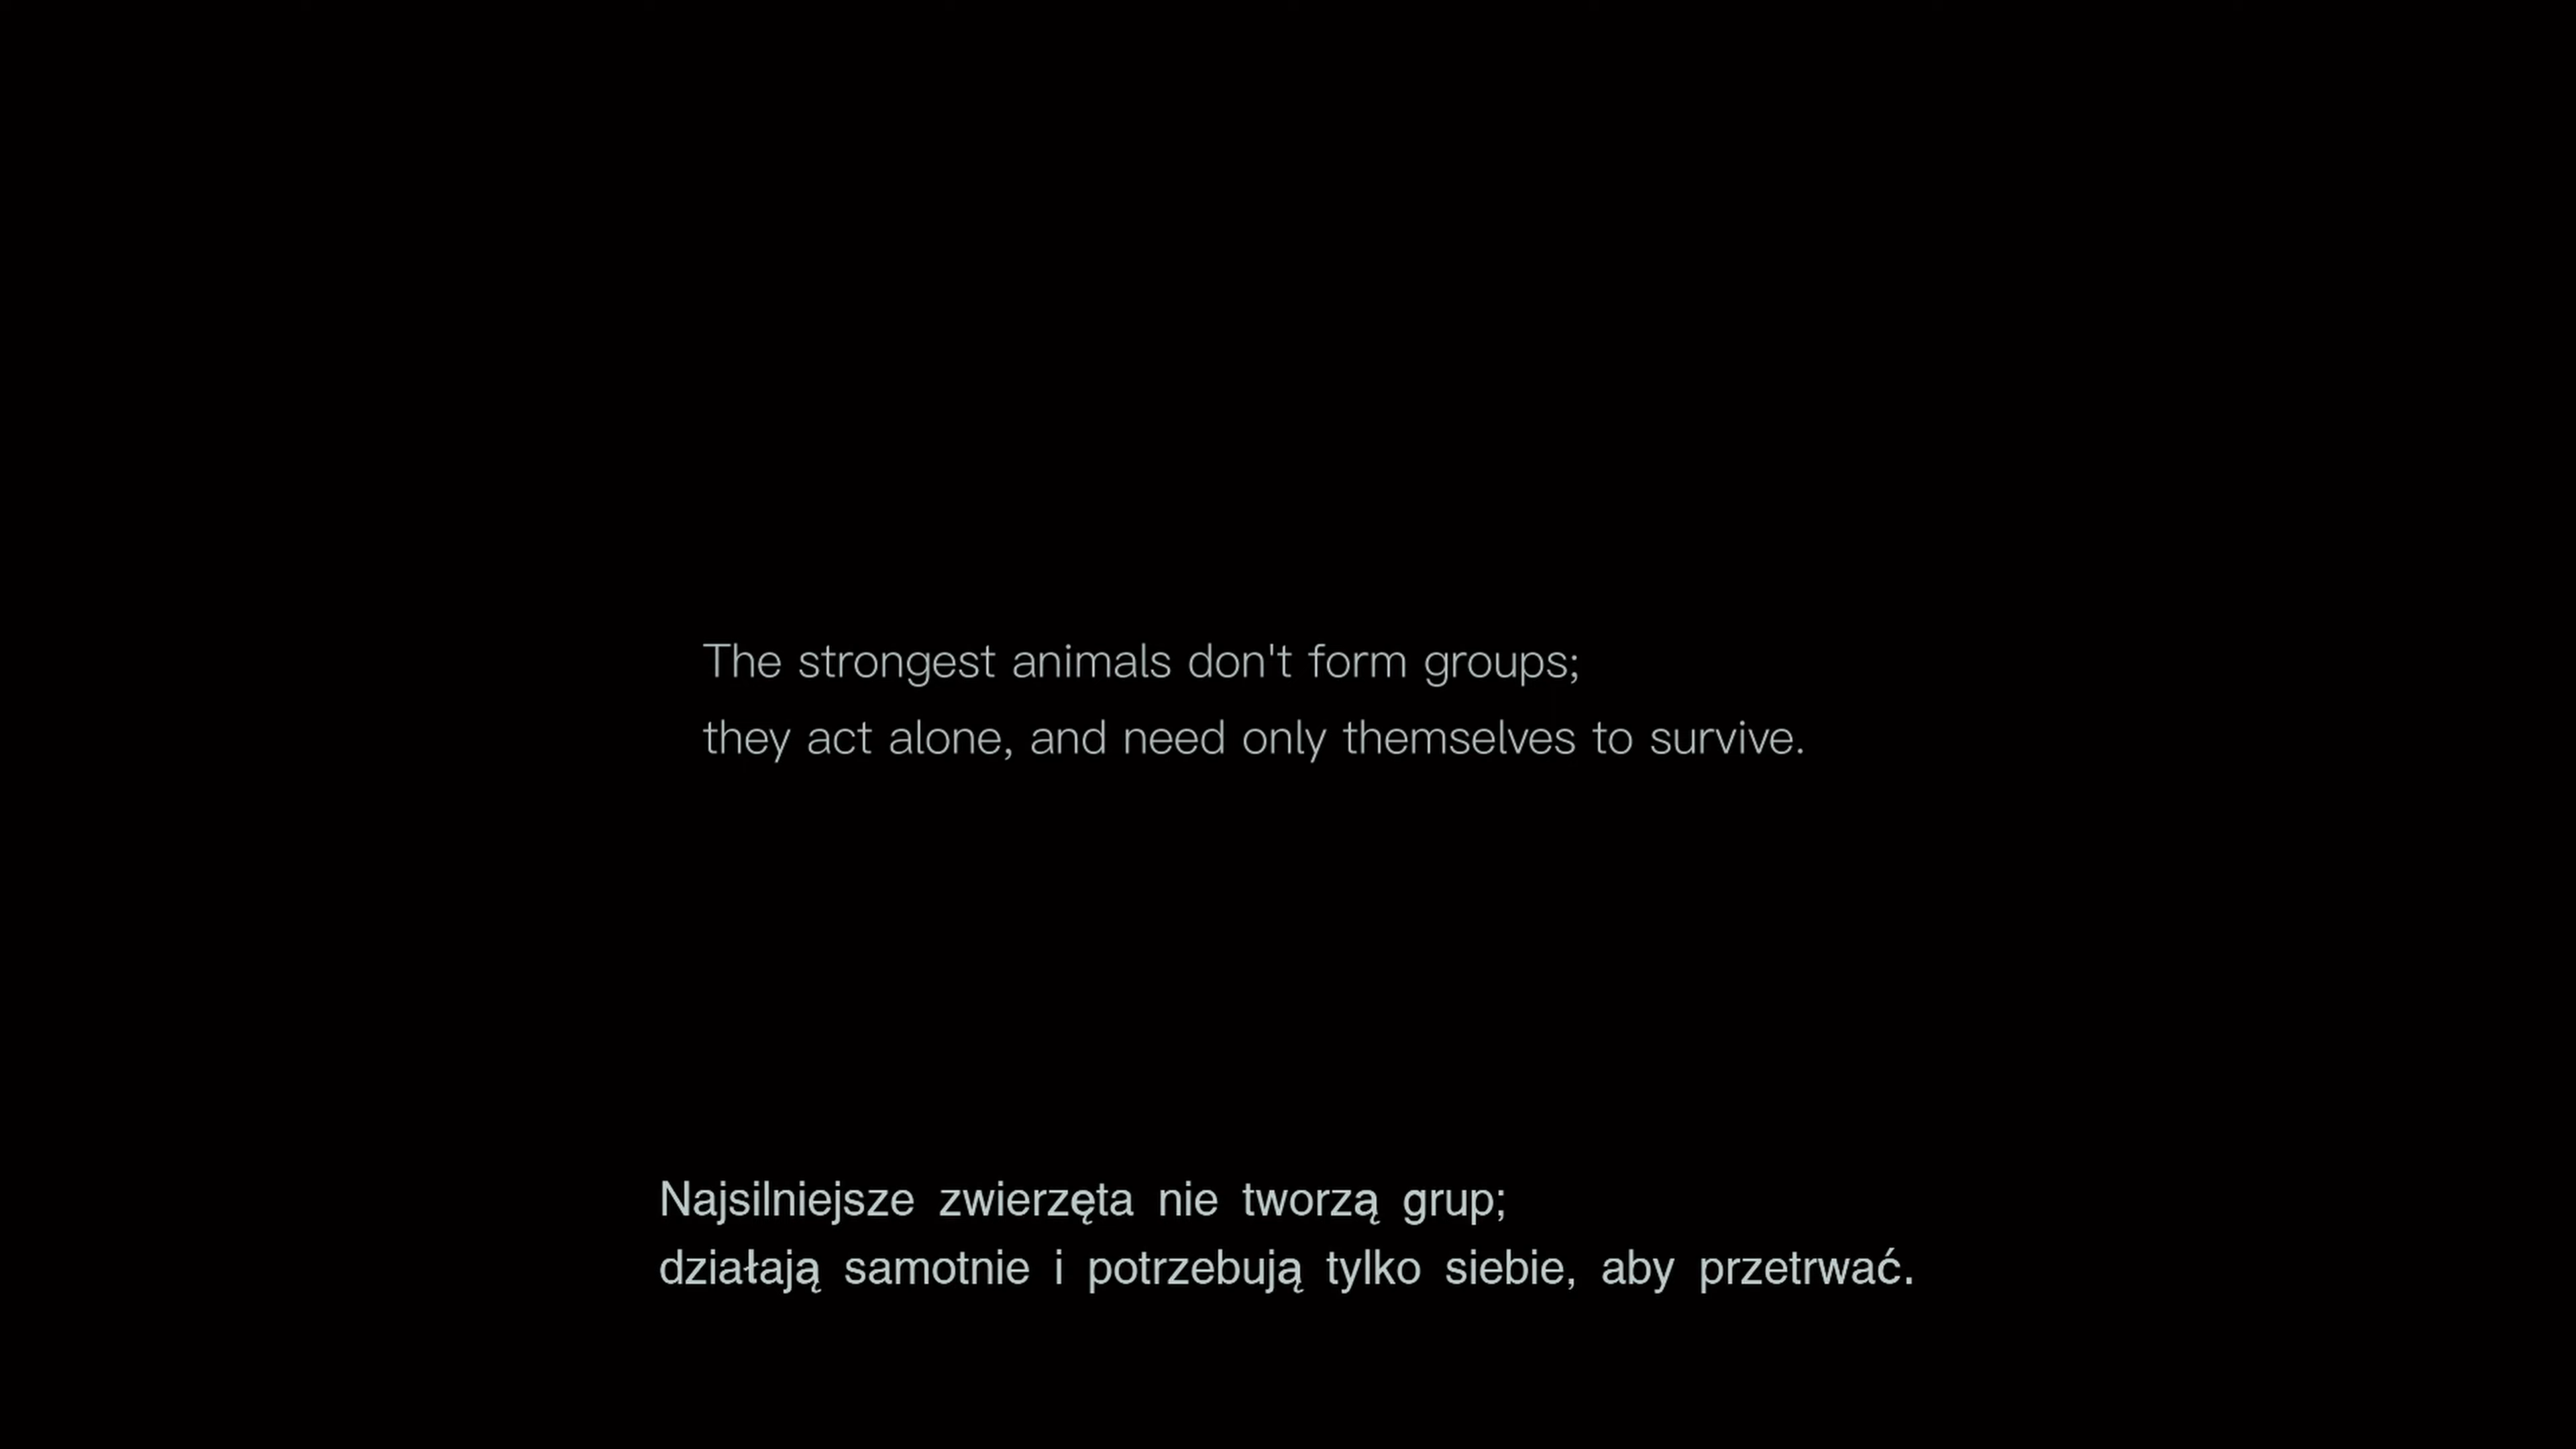 The strongest animals don't form groups;
they act alone, and need only themselves to survive.
Najsilniejsze zwierzęta nie tworzą grup;
działają samotnie i potrzebują tylko siebie, aby przetrwać.